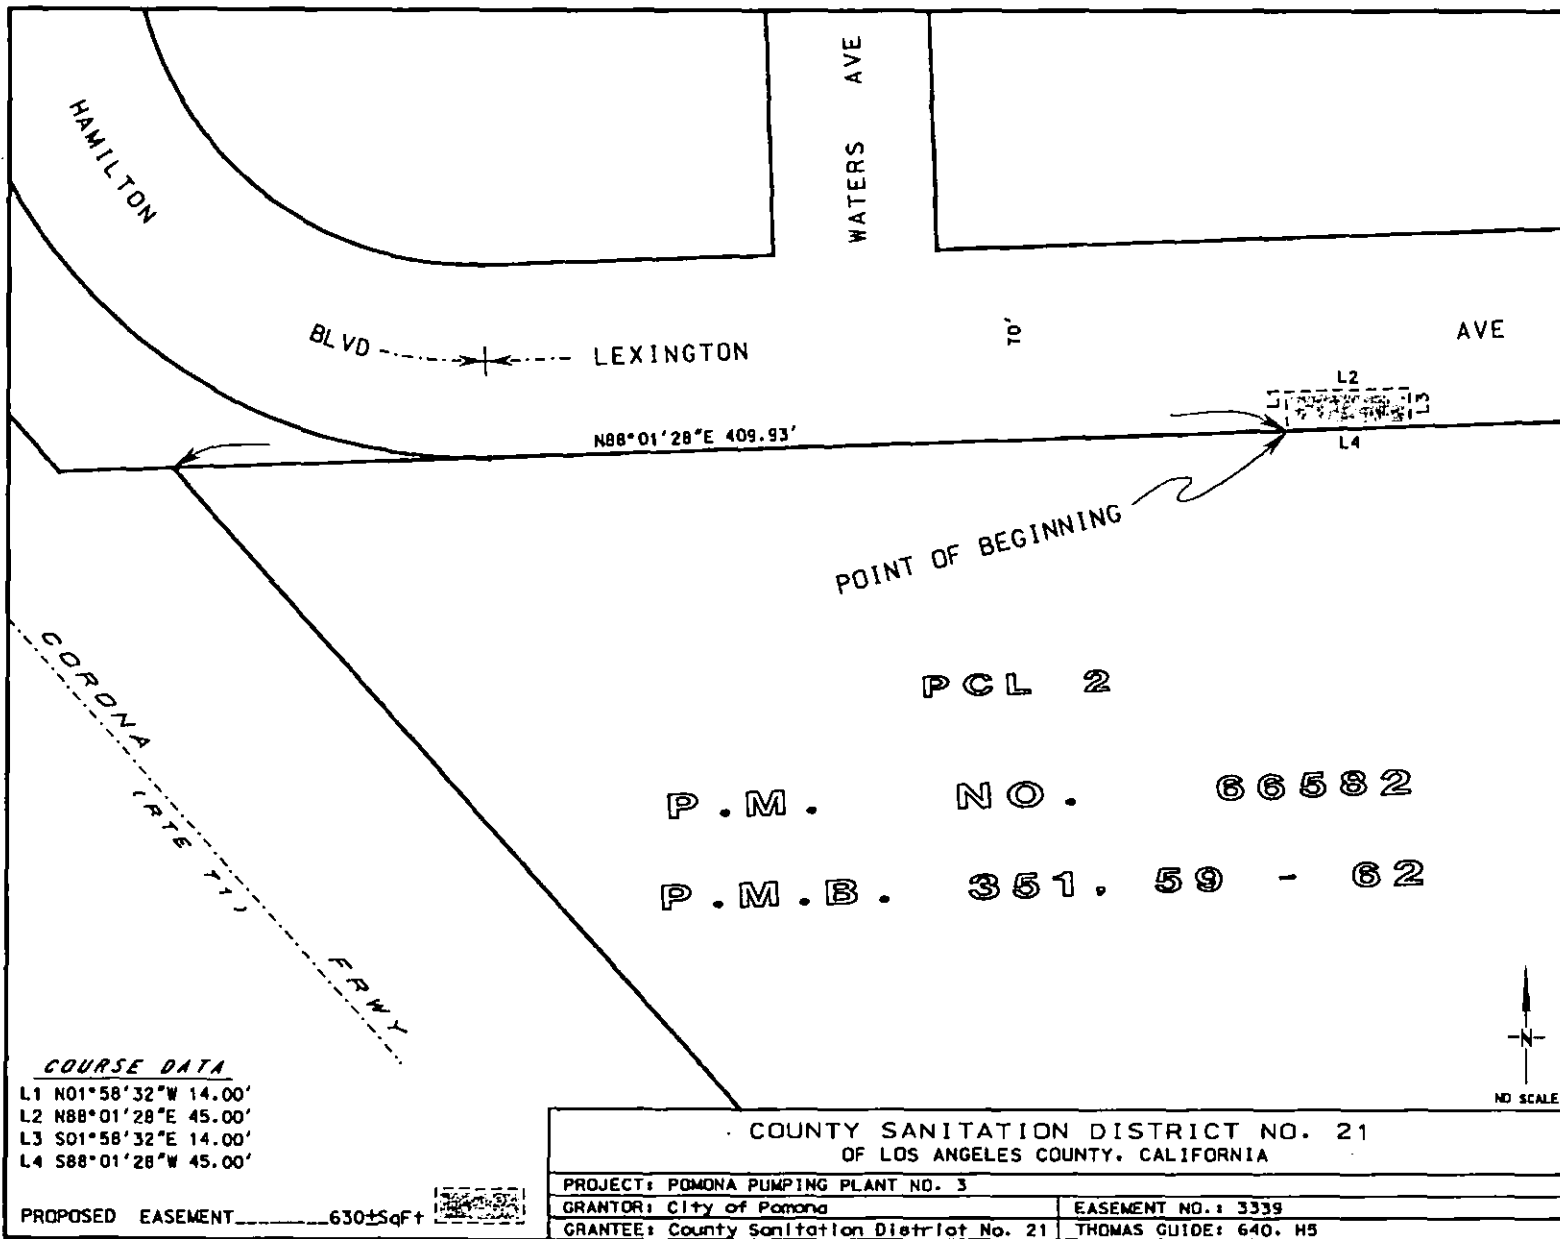 HAMILTON
WATERS AVE
BLVD
LEXINGTON
70'
AVE
L2
L1
L3
L4
N88°01'28"E 409.93'
POINT OF BEGINNING
CORONA
(RTE 71)
FRWY
PCL 2
P.M. NO. 66582
P.M.B. 351, 59 - 62
N
NO SCALE
COURSE DATA
L1 N01°58'32"W 14.00'
L2 N88°01'28"E 45.00'
L3 S01°58'32"E 14.00'
L4 S88°01'28"W 45.00'
PROPOSED EASEMENT________630±SqFt
COUNTY SANITATION DISTRICT NO. 21
OF LOS ANGELES COUNTY, CALIFORNIA
PROJECT: POMONA PUMPING PLANT NO. 3
GRANTOR: City of Pomona
EASEMENT NO.: 3339
GRANTEE: County Sanitation District No. 21
THOMAS GUIDE: 640, H5